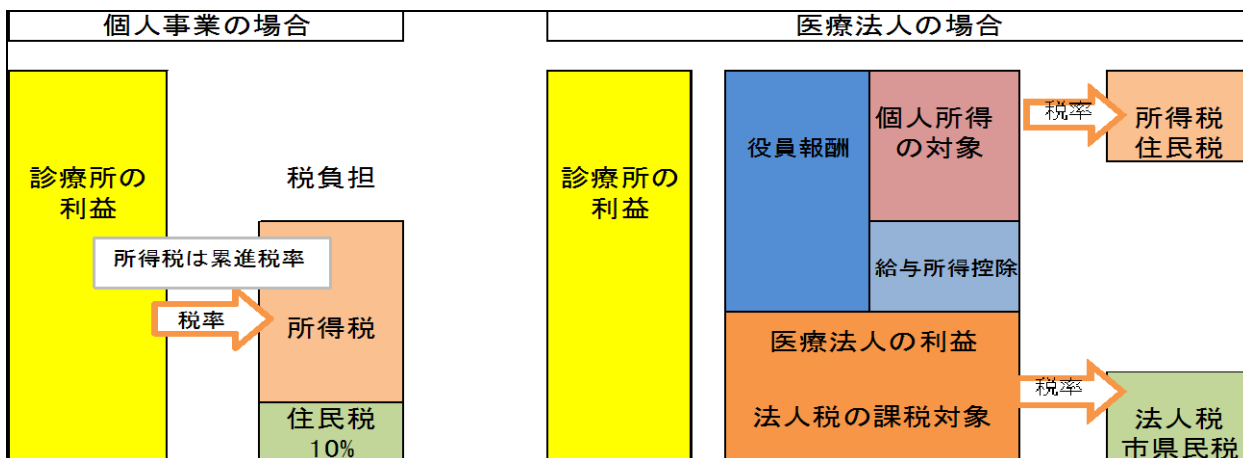 個人事業の場合
診療所の
利益
税負担
所得税は累進税率
税率
所得税
住民税
10%
医療法人の場合
診療所の
利益
役員報酬
個人所得
の対象
給与所得控除
医療法人の利益
法人税の課税対象
税率
所得税
住民税
税率
法人税
市県民税